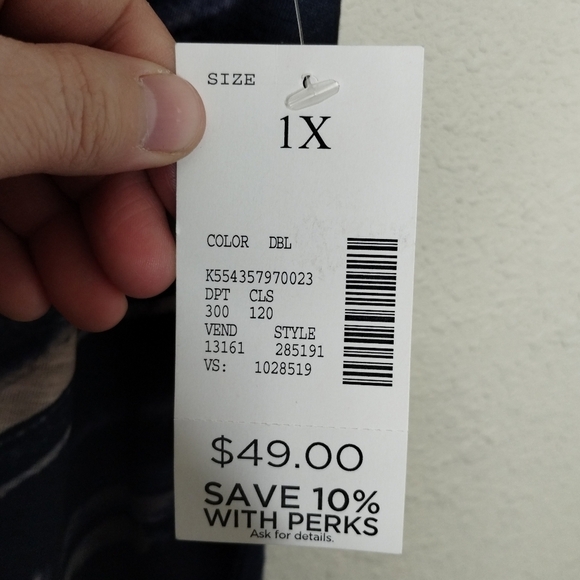 SIZE
1X
COLOR DBL
K554357970023
DPT CLS
300 120
VEND STYLE
13161 285191
VS: 1028519
$49.00
SAVE 10%
WITH PERKS
Ask for details.